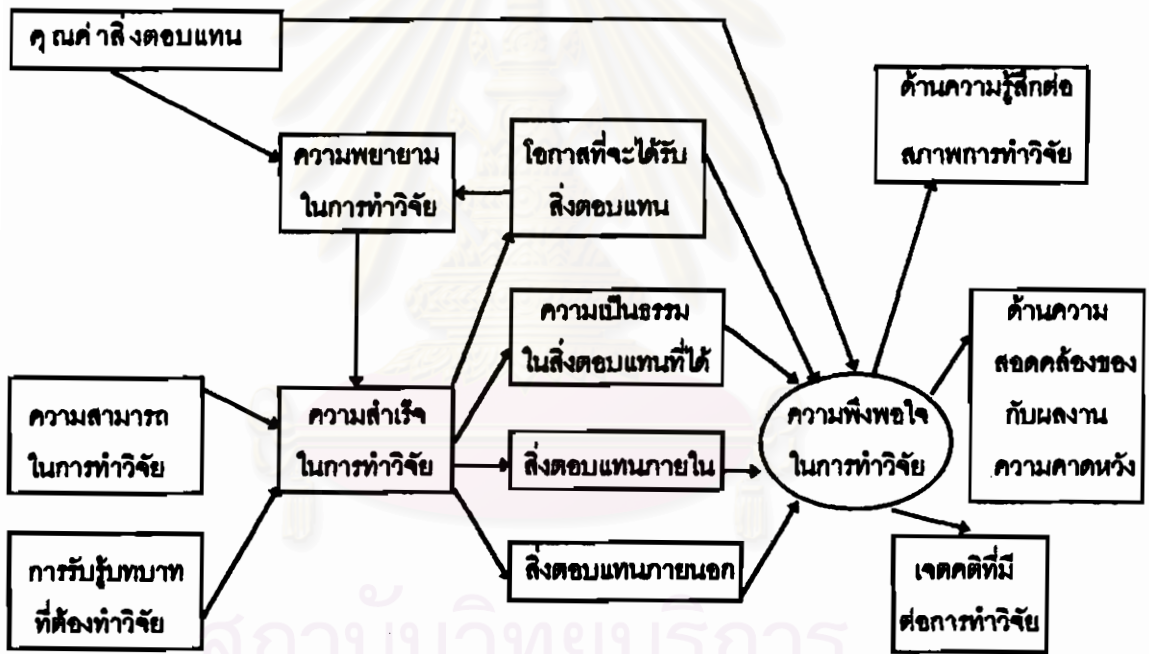 คุณค่าสิ่งตอบแทน
ด้านความรู้สึกต่อ
สภาพการทำวิจัย
ความพยายาม
ในการทำวิจัย
โอกาสที่จะได้รับ
สิ่งตอบแทน
ความเป็นธรรม
ในสิ่งตอบแทนที่ได้
ด้านความ
สอดคล้องของ
กับผลงาน
ความคาดหวัง
ความสามารถ
ในการทำวิจัย
ความสำเร็จ
ในการทำวิจัย
สิ่งตอบแทนภายใน
ความพึงพอใจ
ในการทำวิจัย
การรับรู้บทบาท
ที่ต้องทำวิจัย
สิ่งตอบแทนภายนอก
เจตคติที่มี
ต่อการทำวิจัย
สถาบันวิทยบริการ